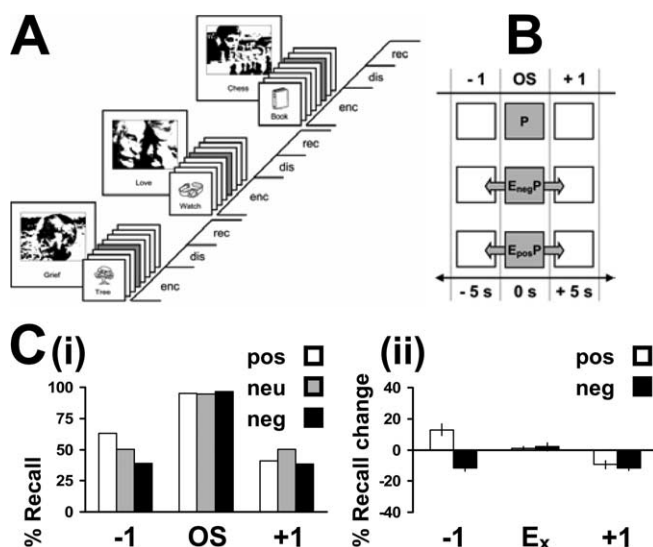 A
Chess
Book
rec
dis
enc
Love
Watch
rec
dis
enc
Grief
Tree
rec
dis
enc
B
- 1 OS + 1
P
EnegP
EposP
- 5 s 0 s + 5 s
C (i)
pos
neu
neg
% Recall
100
75
50
25
0
-1 OS +1
(ii)
pos
neg
% Recall change
40
20
0
-20
-40
-1 Ex +1